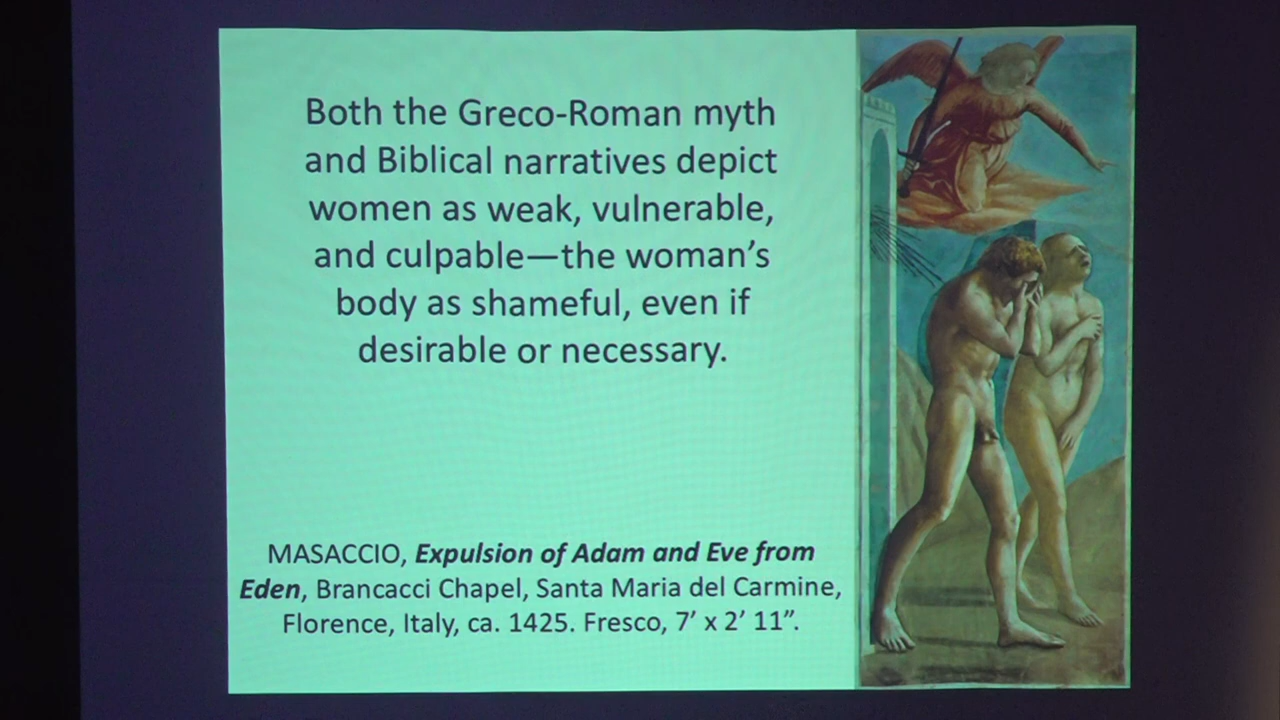 Both the Greco-Roman myth
and Biblical narratives depict
women as weak, vulnerable,
and culpable—the woman’s
body as shameful, even if
desirable or necessary.
MASACCIO, Expulsion of Adam and Eve from
Eden, Brancacci Chapel, Santa Maria del Carmine,
Florence, Italy, ca. 1425. Fresco, 7’ x 2’ 11”.